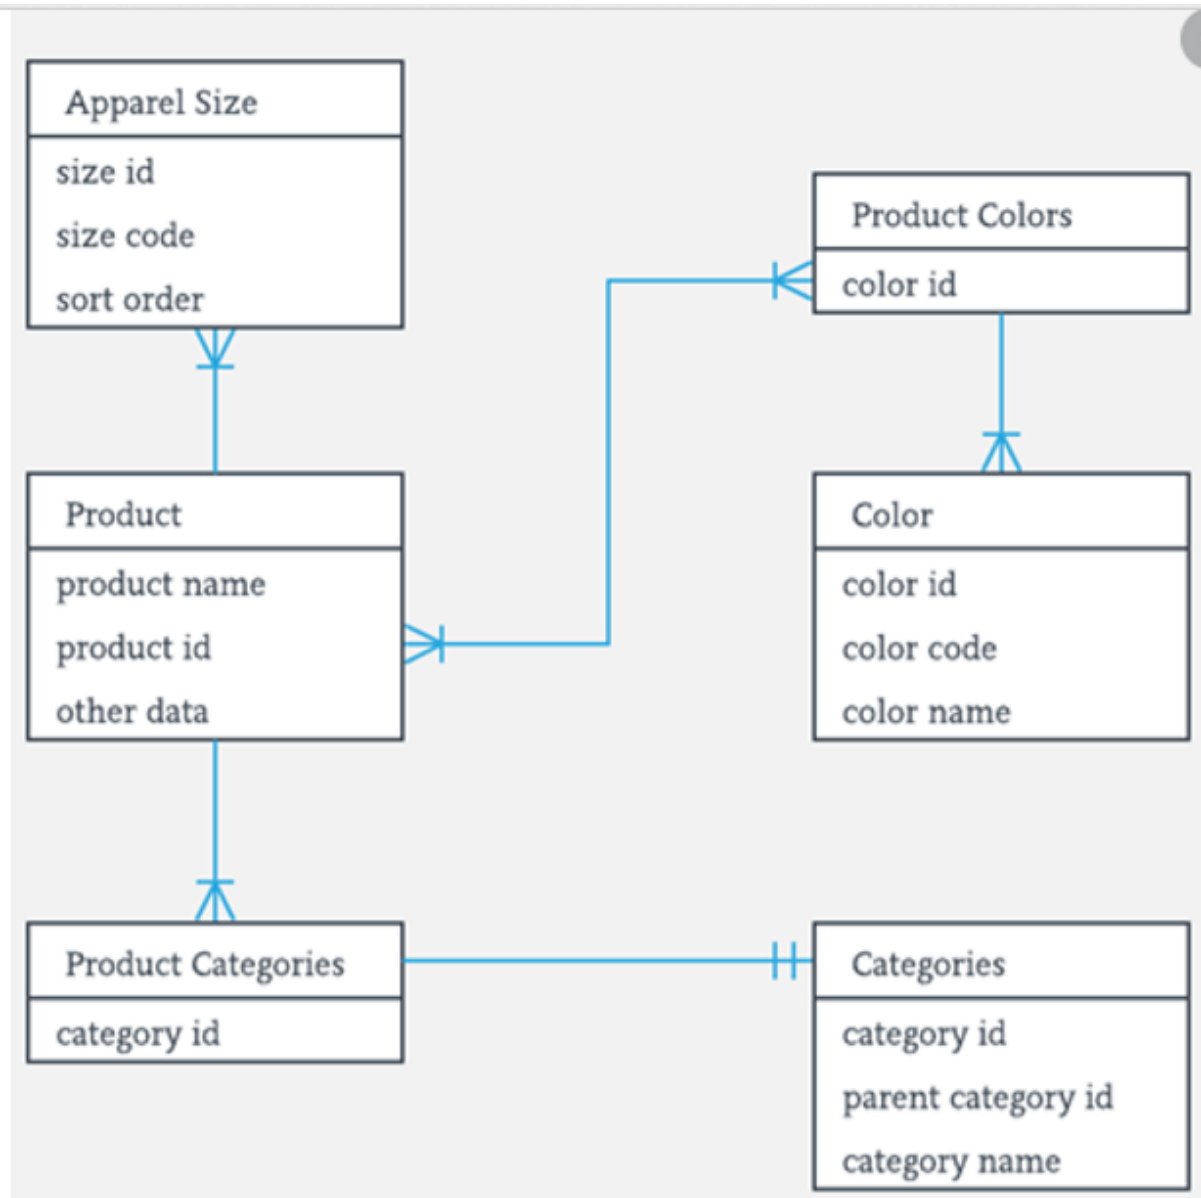 Apparel Size
size id
size code
sort order
Product Colors
color id
Product
product name
product id
other data
Color
color id
color code
color name
Product Categories
category id
Categories
category id
parent category id
category name